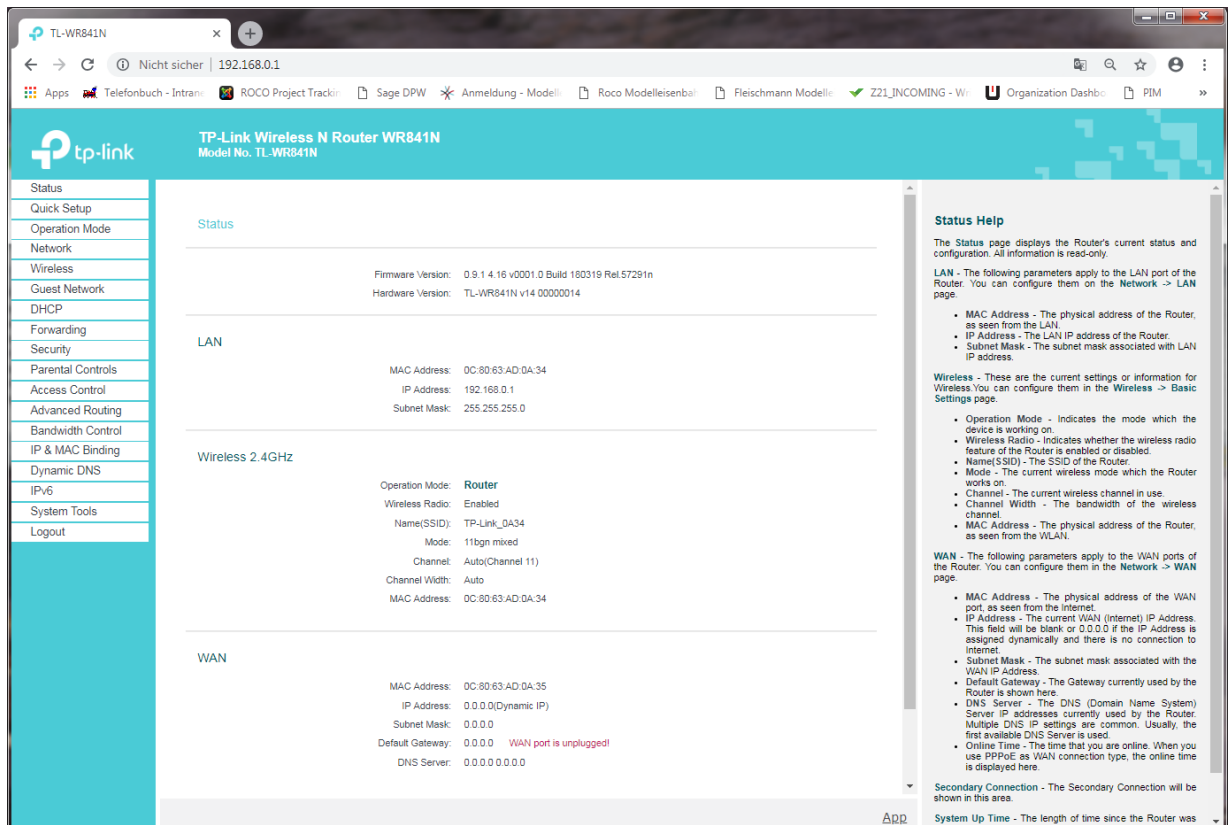 TL-WR841N
Nicht sicher | 192.168.0.1
Apps Telefonbuch - Intran ROCO Project Trackin Sage DPW Anmeldung - Modell Roco Modelleisenbah Fleischmann Modelle Z21_INCOMING - W Organization Dashbo PIM »
tp-link
TP-Link Wireless N Router WR841N
Model No. TL-WR841N
Status
Quick Setup
Operation Mode
Network
Wireless
Guest Network
DHCP
Forwarding
Security
Parental Controls
Access Control
Advanced Routing
Bandwidth Control
IP & MAC Binding
Dynamic DNS
IPv6
System Tools
Logout
Status
Firmware Version: 0.9.1 4.16 v0001.0 Build 180319 Rel.57291n
Hardware Version: TL-WR841N v14 00000014
LAN
MAC Address: 0C:80:63:AD:0A:34
IP Address: 192.168.0.1
Subnet Mask: 255.255.255.0
Wireless 2.4GHz
Operation Mode: Router
Wireless Radio: Enabled
Name(SSID): TP-Link_0A34
Mode: 11bgn mixed
Channel: Auto(Channel 11)
Channel Width: Auto
MAC Address: 0C:80:63:AD:0A:34
WAN
MAC Address: 0C:80:63:AD:0A:35
IP Address: 0.0.0.0(Dynamic IP)
Subnet Mask: 0.0.0.0
Default Gateway: 0.0.0.0 WAN port is unplugged!
DNS Server: 0.0.0.0 0.0.0.0
App
Status Help
The Status page displays the Router's current status and
configuration. All information is read-only.
LAN - The following parameters apply to the LAN port of the
Router. You can configure them on the Network -> LAN
page.
• MAC Address - The physical address of the Router,
as seen from the LAN.
• IP Address - The LAN IP address of the Router.
• Subnet Mask - The subnet mask associated with LAN
IP address.
Wireless - These are the current settings or information for
Wireless.You can configure them in the Wireless -> Basic
Settings page.
• Operation Mode - Indicates the mode which the
device is working on.
• Wireless Radio - Indicates whether the wireless radio
feature of the Router is enabled or disabled.
• Name(SSID) - The SSID of the Router.
• Mode - The current wireless mode which the Router
works on.
• Channel - The current wireless channel in use.
• Channel Width - The bandwidth of the wireless
channel.
• MAC Address - The physical address of the Router,
as seen from the WLAN.
WAN - The following parameters apply to the WAN ports of
the Router. You can configure them in the Network -> WAN
page.
• MAC Address - The physical address of the WAN
port, as seen from the Internet.
• IP Address - The current WAN (Internet) IP Address.
This field will be blank or 0.0.0.0 if the IP Address is
assigned dynamically and there is no connection to
Internet.
• Subnet Mask - The subnet mask associated with the
WAN IP Address.
• Default Gateway - The Gateway currently used by the
Router is shown here.
• DNS Server - The DNS (Domain Name System)
Server IP addresses currently used by the Router.
Multiple DNS IP settings are common. Usually, the
first available DNS Server is used.
• Online Time - The time that you are online. When you
use PPPoE as WAN connection type, the online time
is displayed here.
Secondary Connection - The Secondary Connection will be
shown in this area.
System Up Time - The length of time since the Router was